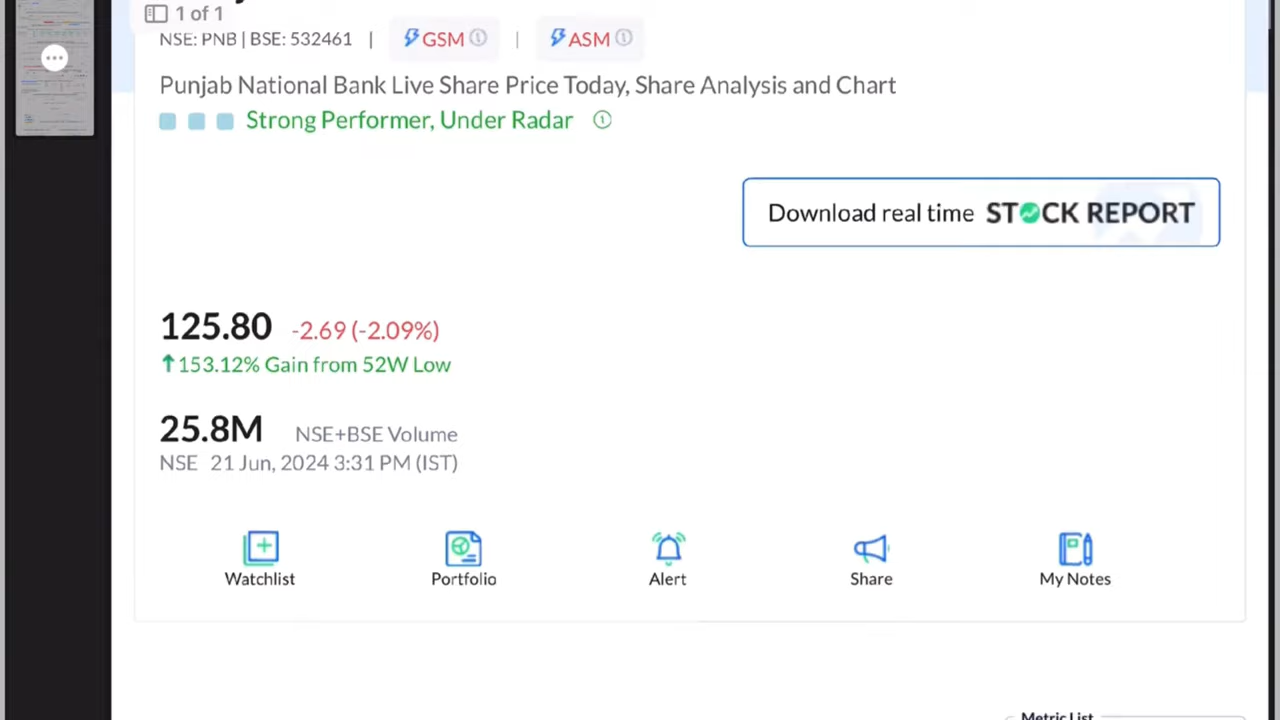 1 of 1
NSE: PNB | BSE: 532461 | GSM | ASM
Punjab National Bank Live Share Price Today, Share Analysis and Chart
Strong Performer, Under Radar
Download real time STOCK REPORT
125.80 -2.69 (-2.09%)
153.12% Gain from 52W Low
25.8M NSE+BSE Volume
NSE 21 Jun, 2024 3:31 PM (IST)
Watchlist Portfolio Alert Share My Notes
Metric List